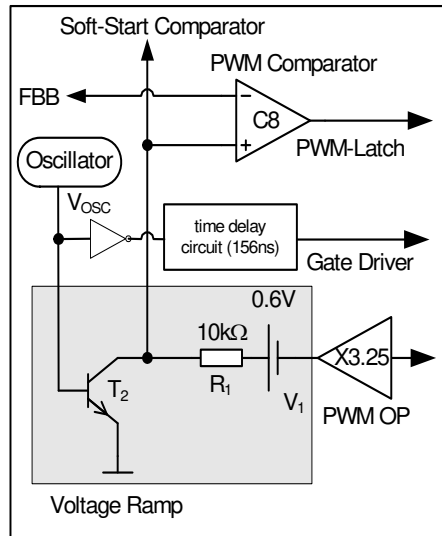 Soft-Start Comparator
PWM Comparator
FBB
−
C8
+
PWM-Latch
Oscillator
VOSC
time delay
circuit (156ns)
Gate Driver
0.6V
10kΩ
X3.25
T2
R1
V1
PWM OP
Voltage Ramp